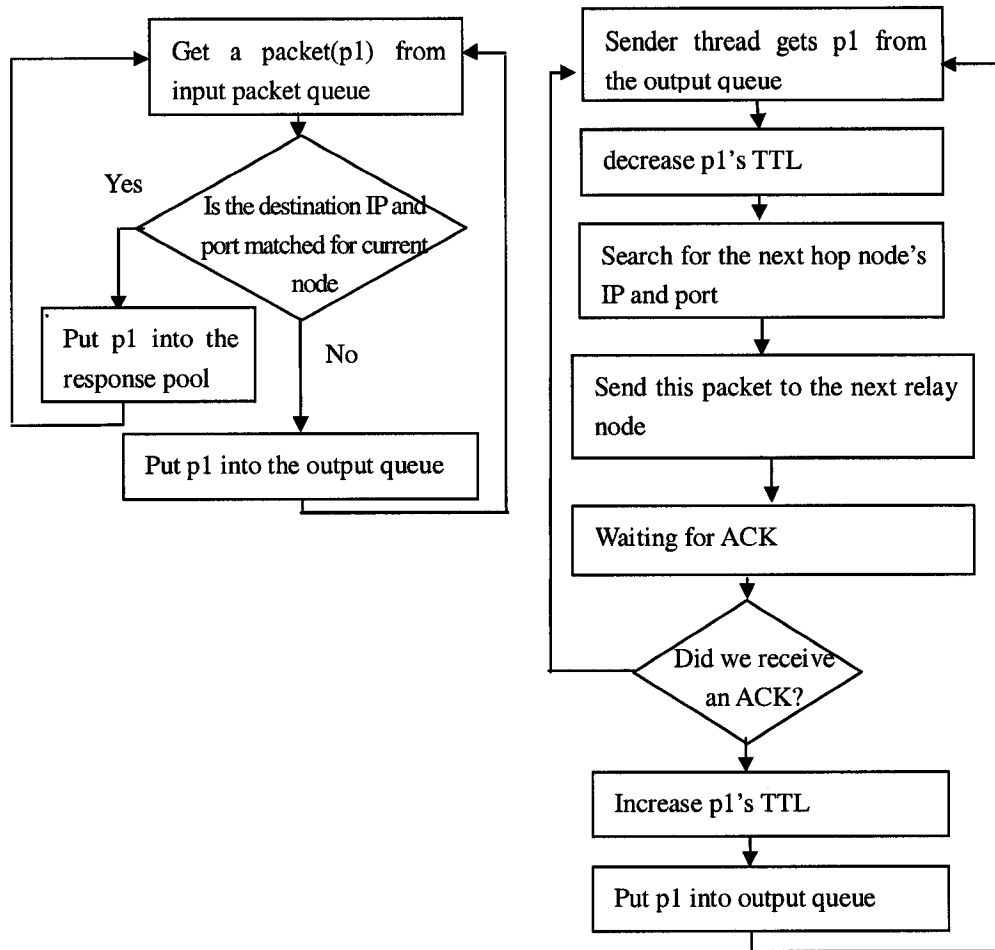 Get a packet(p1) from
input packet queue
Yes
Is the destination IP and
port matched for current
node
Put p1 into the
response pool
No
Put p1 into the output queue
Sender thread gets p1 from
the output queue
decrease p1's TTL
Search for the next hop node's
IP and port
Send this packet to the next relay
node
Waiting for ACK
Did we receive
an ACK?
Increase p1's TTL
Put p1 into output queue